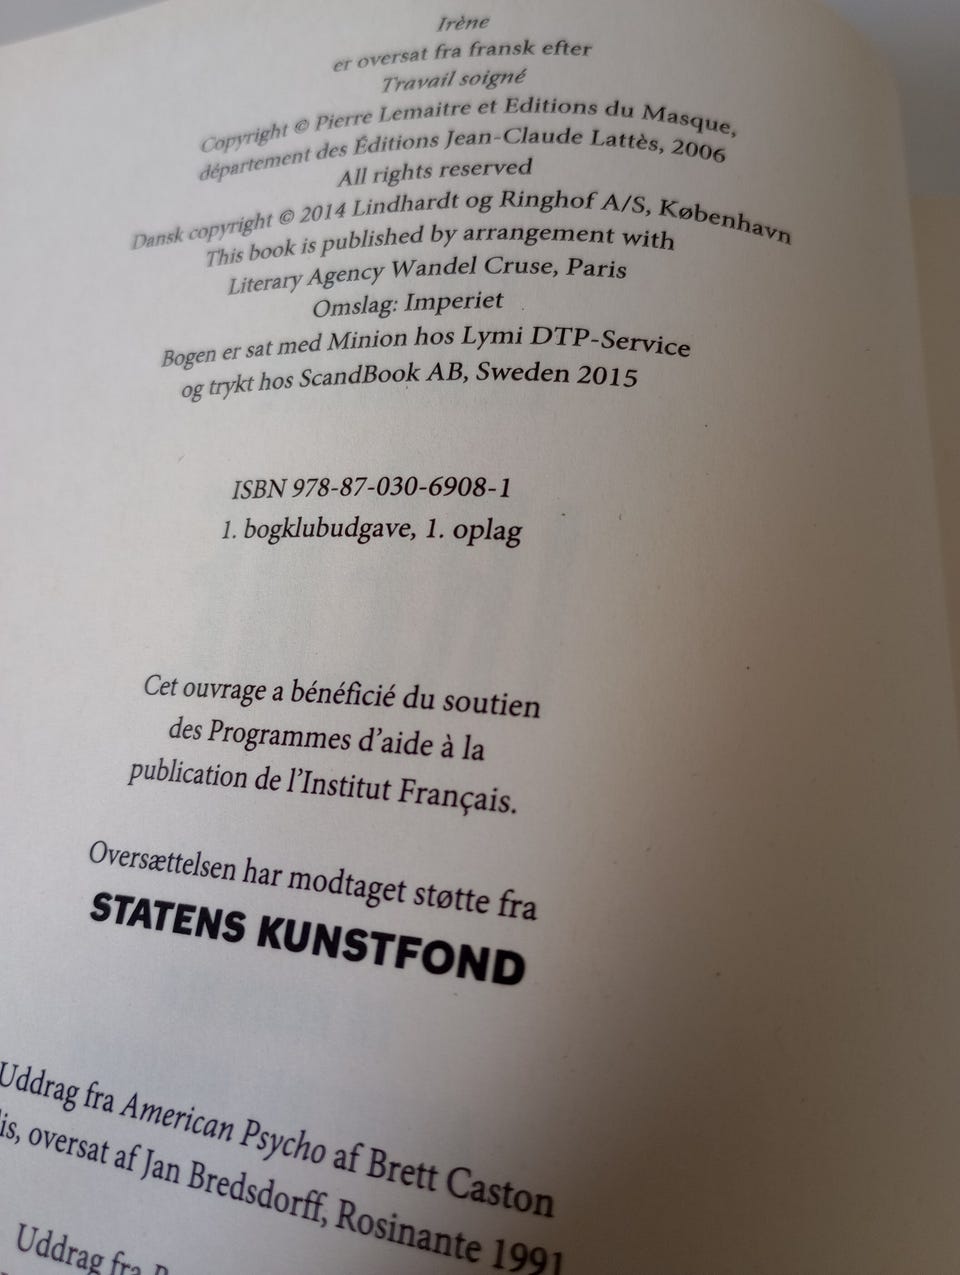 Irène
er oversat fra fransk efter
Travail soigné
Copyright © Pierre Lemaitre et Editions du Masque,
département des Éditions Jean-Claude Lattès, 2006
All rights reserved
Dansk copyright © 2014 Lindhardt og Ringhof A/S, København
This book is published by arrangement with
Literary Agency Wandel Cruse, Paris
Omslag: Imperiet
Bogen er sat med Minion hos Lymi DTP-Service
og trykt hos ScandBook AB, Sweden 2015
ISBN 978-87-030-6908-1
1. bogklubudgave, 1. oplag
Cet ouvrage a bénéficié du soutien
des Programmes d'aide à la
publication de l'Institut Français.
Oversættelsen har modtaget støtte fra
STATENS KUNSTFOND
Uddrag fra American Psycho af Brett Caston
lis, oversat af Jan Bredsdorff, Rosinante 1991
Uddrag fra